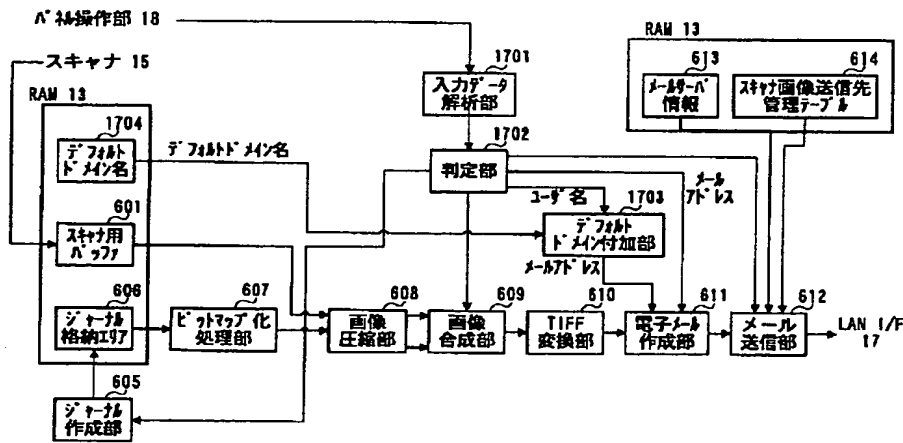 パネル操作部 18
スキャナ 15
RAM 13
1704
デフォルト
ドメイン名
デフォルトドメイン名
601
スキャナ用
バッファ
606
ジャーナル
格納エリア
605
ジャーナル
作成部
607
ビットマップ化
処理部
1701
入力データ
解析部
1702
判定部
ユーザ名
1703
デフォルト
ドメイン付加部
メールアドレス
メール
アドレス
RAM 13
613
メールサーバ
情報
614
スキャナ画像送信先
管理テーブル
608
画像
圧縮部
609
画像
合成部
610
TIFF
変換部
611
電子メール
作成部
612
メール
送信部
LAN I/F
17